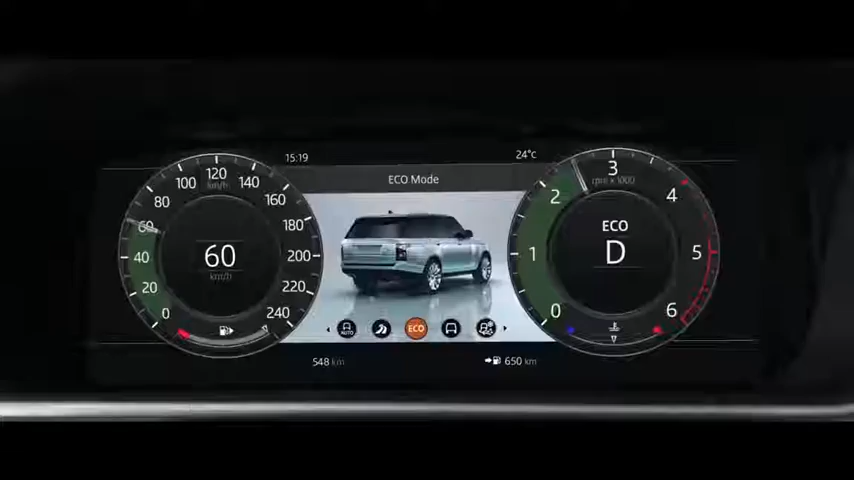 15:19
24°C
ECO Mode
0
20
40
60
80
100
120
140
160
180
200
220
240
km/h
60
km/h
AUTO
ECO
548 km
650 km
0
1
2
3
4
5
6
rpm x 1000
ECO
D